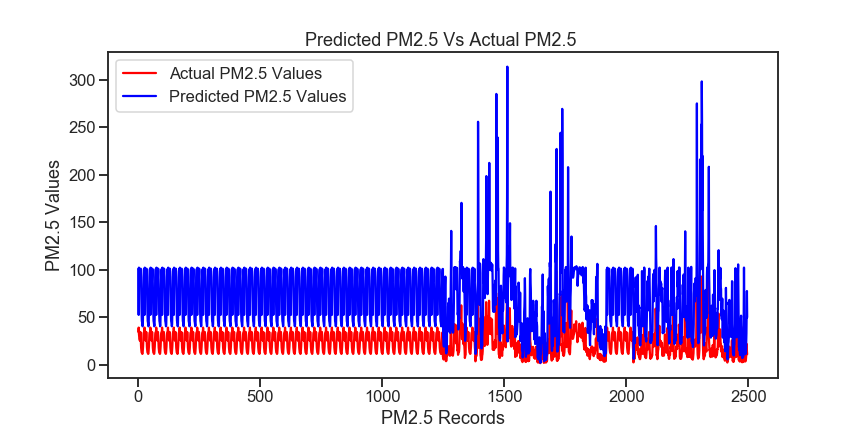 Predicted PM2.5 Vs Actual PM2.5
Actual PM2.5 Values
Predicted PM2.5 Values
PM2.5 Values
300
250
200
150
100
50
0
0 500 1000 1500 2000 2500
PM2.5 Records